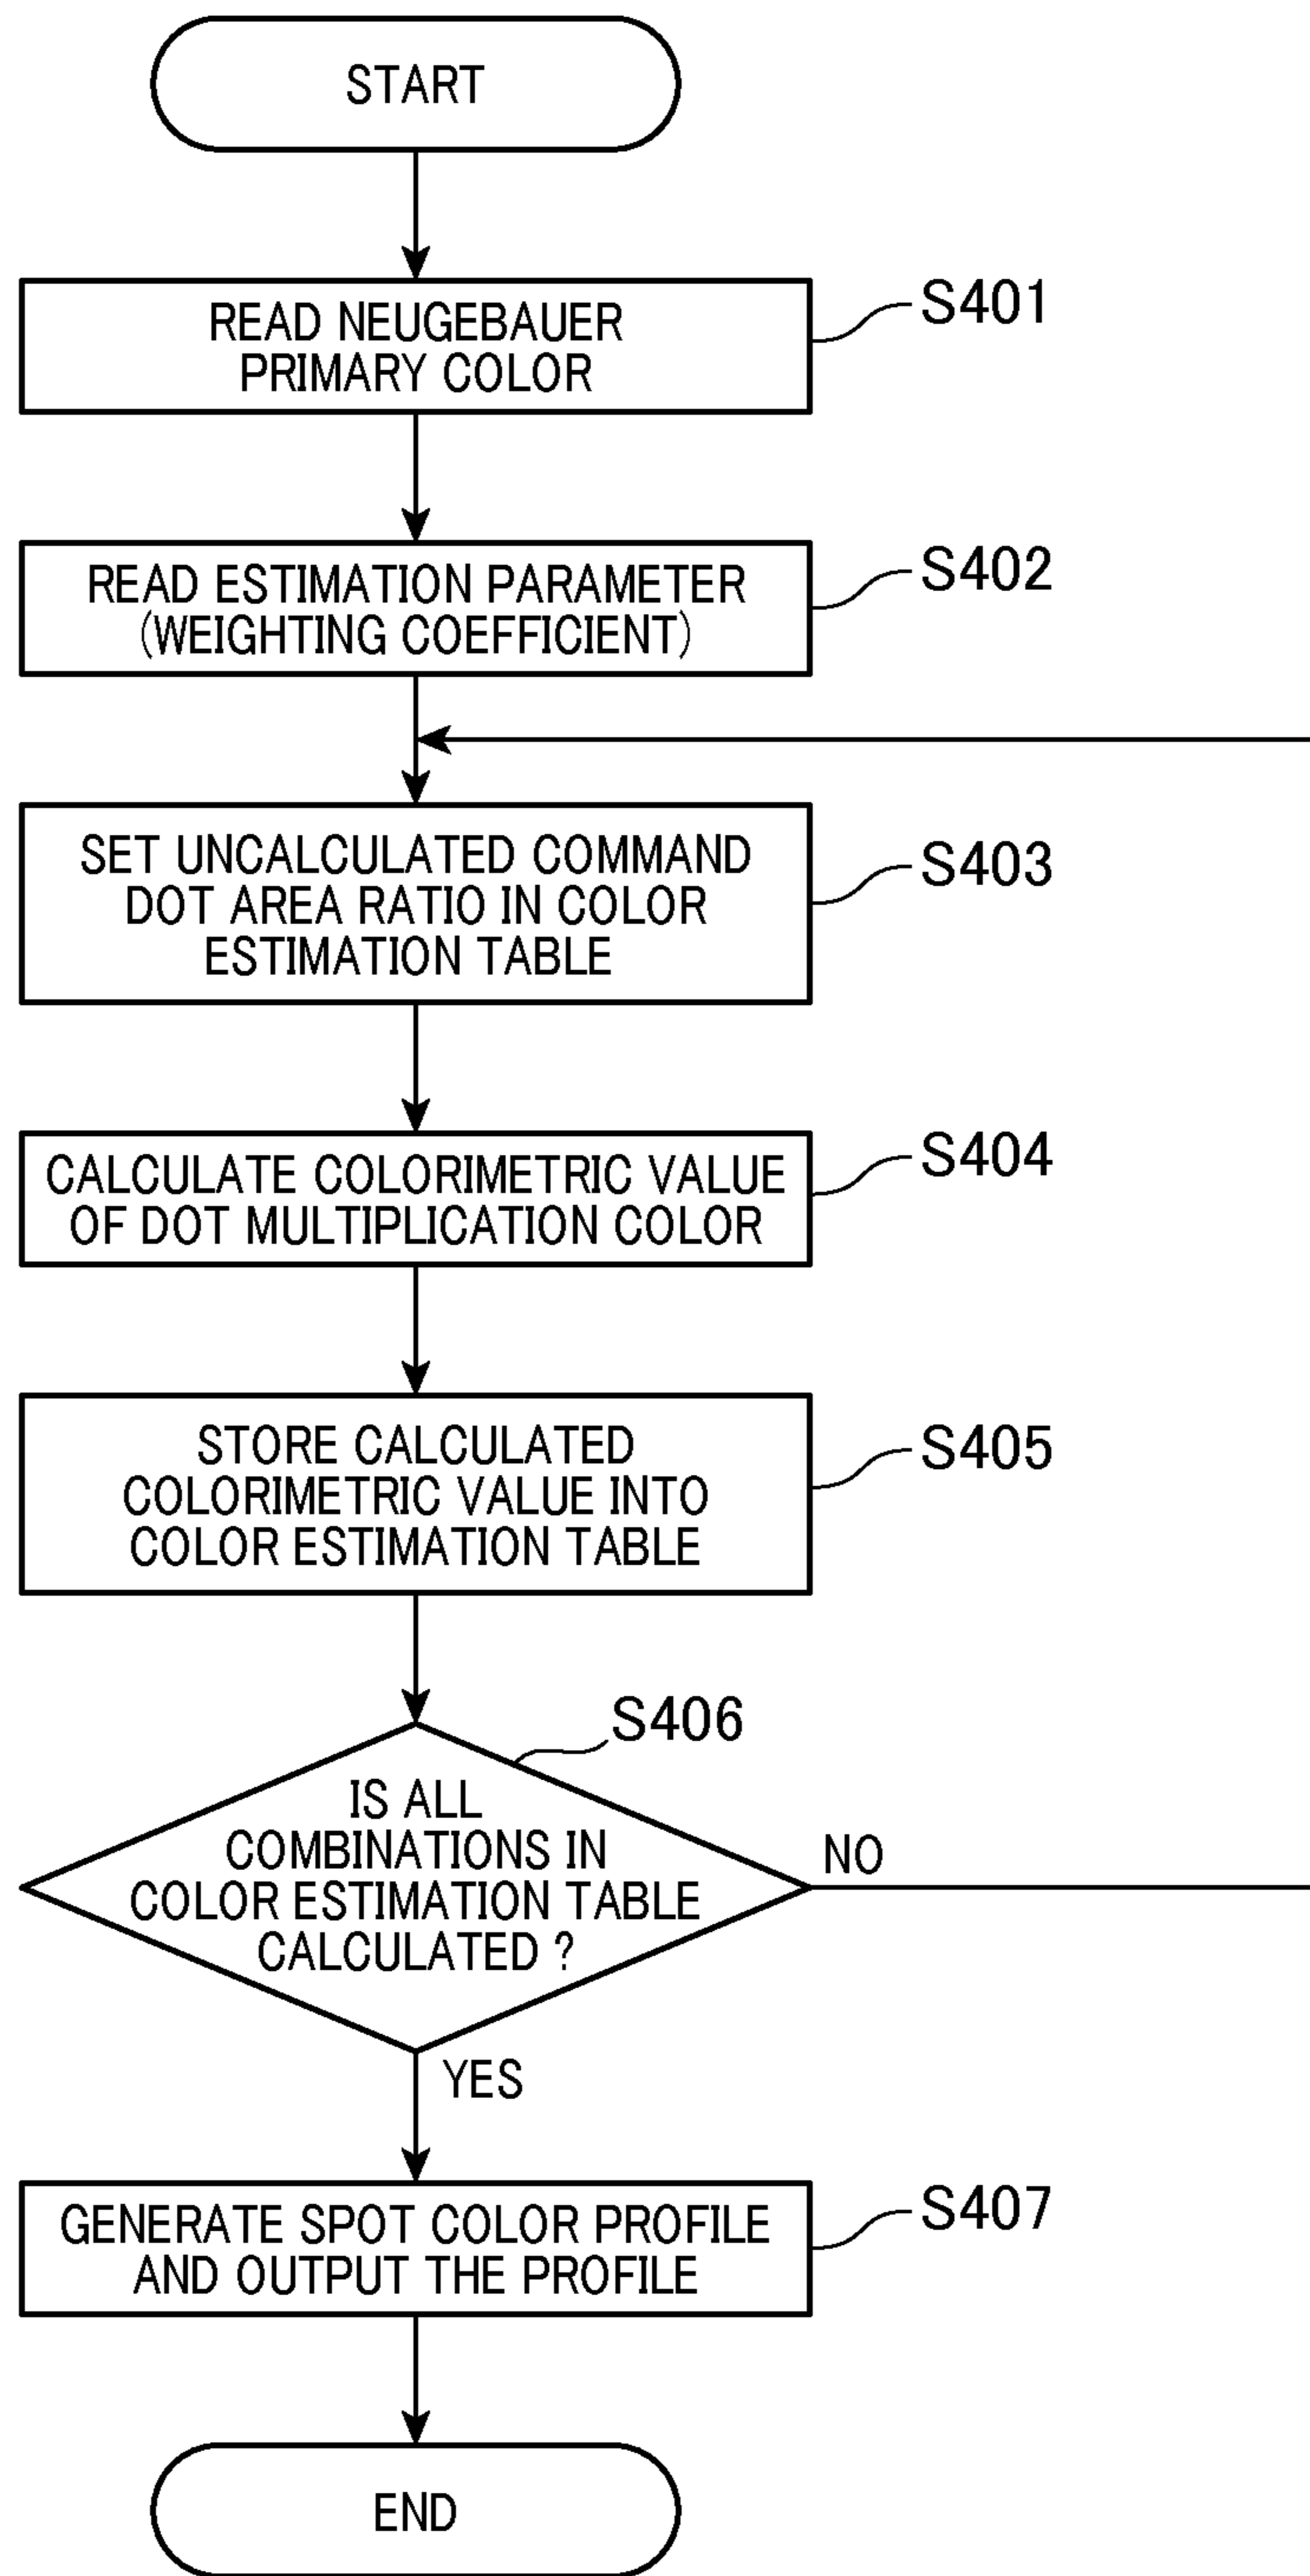 START
READ NEUGEBAUER
PRIMARY COLOR
S401
READ ESTIMATION PARAMETER
(WEIGHTING COEFFICIENT)
S402
SET UNCALCULATED COMMAND
DOT AREA RATIO IN COLOR
ESTIMATION TABLE
S403
CALCULATE COLORIMETRIC VALUE
OF DOT MULTIPLICATION COLOR
S404
STORE CALCULATED
COLORIMETRIC VALUE INTO
COLOR ESTIMATION TABLE
S405
S406
IS ALL
COMBINATIONS IN
COLOR ESTIMATION TABLE
CALCULATED ?
NO
YES
GENERATE SPOT COLOR PROFILE
AND OUTPUT THE PROFILE
S407
END